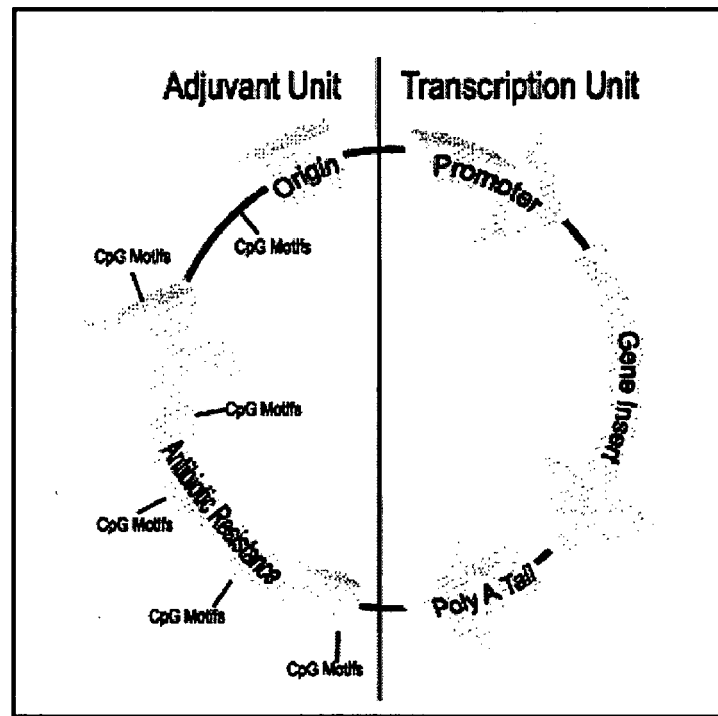 Adjuvant Unit
Transcription Unit
Origin
Promoter
CpG Motifs
CpG Motifs
Gene Insert
CpG Motifs
Antibiotic Resistance
CpG Motifs
CpG Motifs
Poly A Tail
CpG Motifs